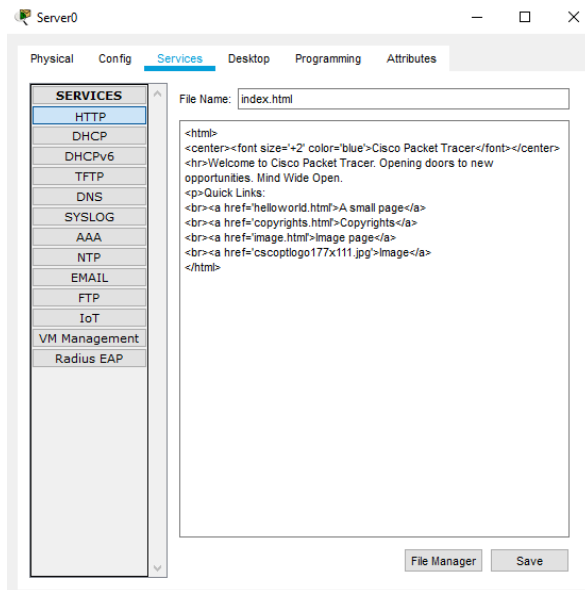 Server0
Physical Config Services Desktop Programming Attributes
SERVICES
HTTP
DHCP
DHCPv6
TFTP
DNS
SYSLOG
AAA
NTP
EMAIL
FTP
IoT
VM Management
Radius EAP
File Name: index.html
<html>
<center><font size='+2' color='blue'>Cisco Packet Tracer</font></center>
<hr>Welcome to Cisco Packet Tracer. Opening doors to new
opportunities. Mind Wide Open.
<p>Quick Links:
<br><a href='helloworld.html'>A small page</a>
<br><a href='copyrights.html'>Copyrights</a>
<br><a href='image.html'>Image page</a>
<br><a href='cscoptlogo177x111.jpg'>Image</a>
</html>
File Manager Save